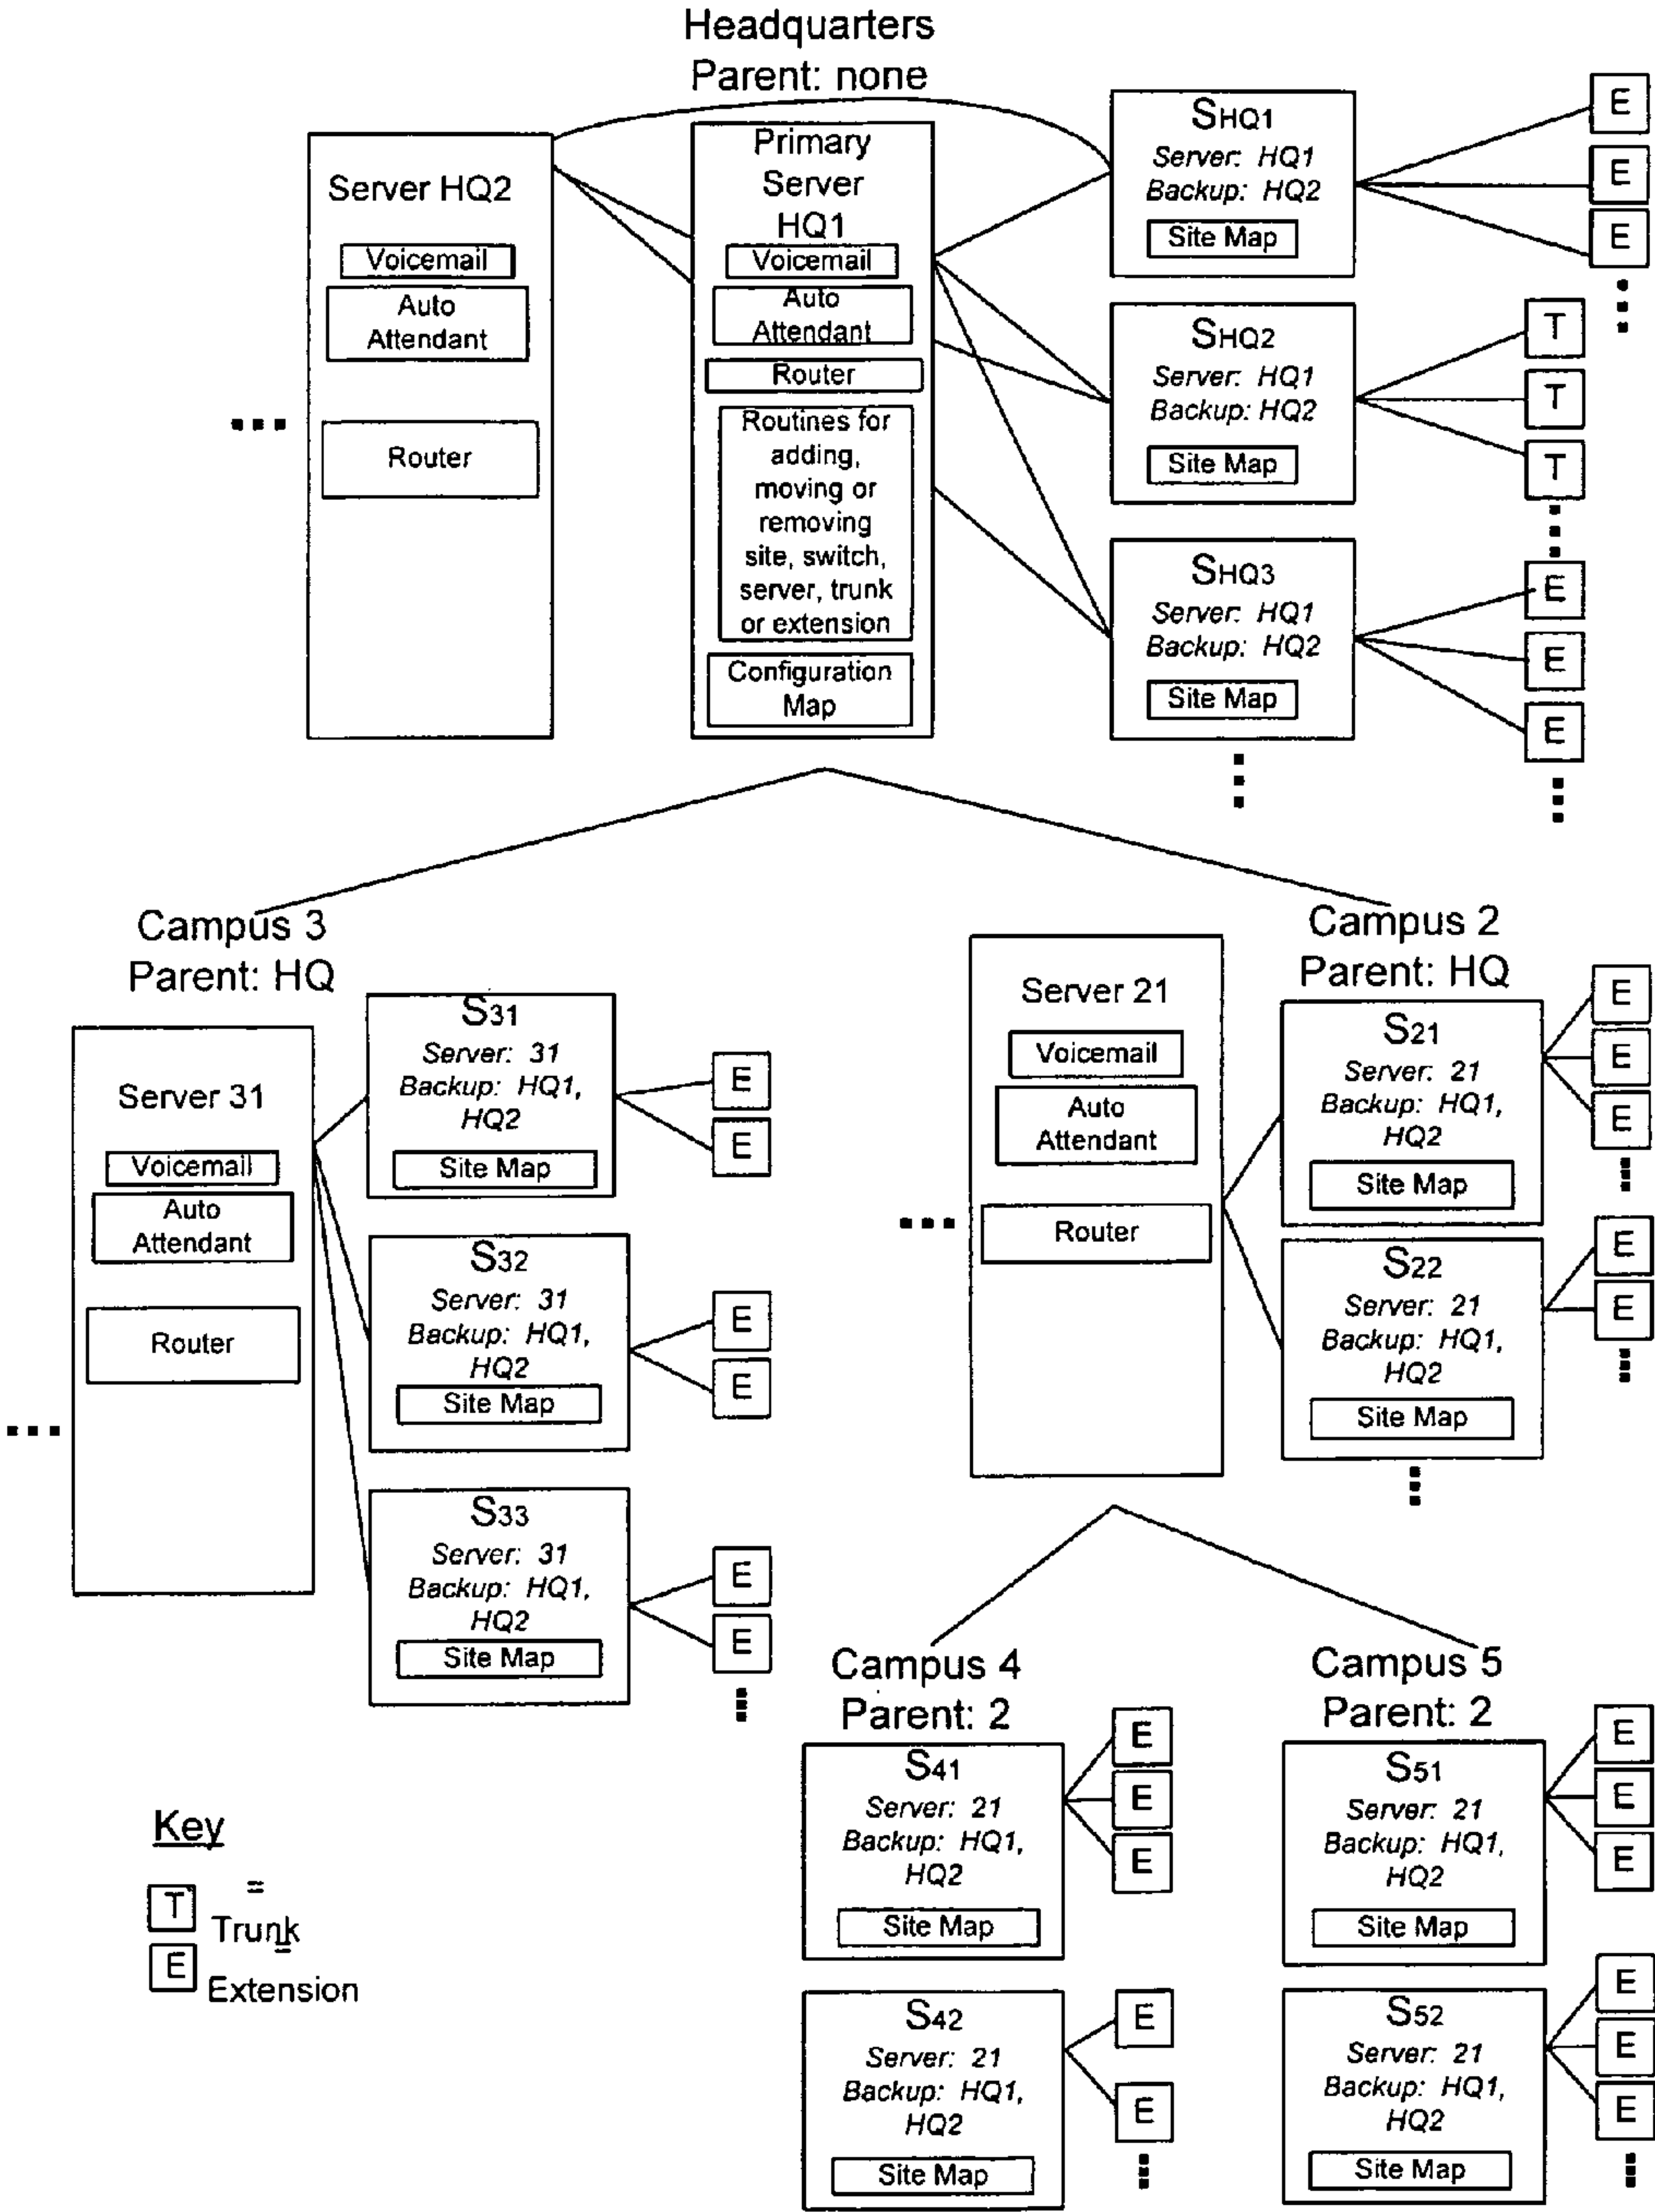 Headquarters
Parent: none
Server HQ2
Voicemail
Auto
Attendant
Router
Primary
Server
HQ1
Voicemail
Auto
Attendant
Router
Routines for
adding,
moving or
removing
site, switch,
server, trunk
or extension
Configuration
Map
SHQ1
Server: HQ1
Backup: HQ2
Site Map
E
E
E
SHQ2
Server: HQ1
Backup: HQ2
Site Map
T
T
T
SHQ3
Server: HQ1
Backup: HQ2
Site Map
E
E
E
Campus 3
Parent: HQ
Server 31
Voicemail
Auto
Attendant
Router
S31
Server: 31
Backup: HQ1,
HQ2
Site Map
E
E
S32
Server: 31
Backup: HQ1,
HQ2
Site Map
E
E
S33
Server: 31
Backup: HQ1,
HQ2
Site Map
E
E
Campus 2
Parent: HQ
Server 21
Voicemail
Auto
Attendant
Router
S21
Server: 21
Backup: HQ1,
HQ2
Site Map
E
E
E
S22
Server: 21
Backup: HQ1,
HQ2
Site Map
E
E
Campus 4
Parent: 2
S41
Server: 21
Backup: HQ1,
HQ2
Site Map
E
E
E
S42
Server: 21
Backup: HQ1,
HQ2
Site Map
E
E
Campus 5
Parent: 2
S51
Server: 21
Backup: HQ1,
HQ2
Site Map
E
E
E
S52
Server: 21
Backup: HQ1,
HQ2
Site Map
E
E
E
Key
T =
Trunk
E =
Extension